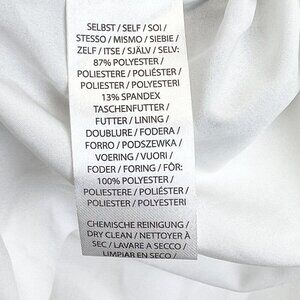 SELBST / SELF / SOI /
STESSO / MISMO / SIEBIE /
ZELF / ITSE / SJÄLV / SELV:
87% POLYESTER /
POLIESTERE / POLIÉSTER /
POLIESTER / POLYESTERI
13% SPANDEX
TASCHENFUTTER /
FUTTER / LINING /
DOUBLURE / FODERA /
FORRO / PODSZEWKA /
VOERING / VUORI /
FODER / FORING / FÔR:
100% POLYESTER /
POLIESTERE / POLIÉSTER /
POLIESTER / POLYESTERI
CHEMISCHE REINIGUNG /
DRY CLEAN / NETTOYER À
SEC / LAVARE A SECCO /
LIMPIAR EN SECO /